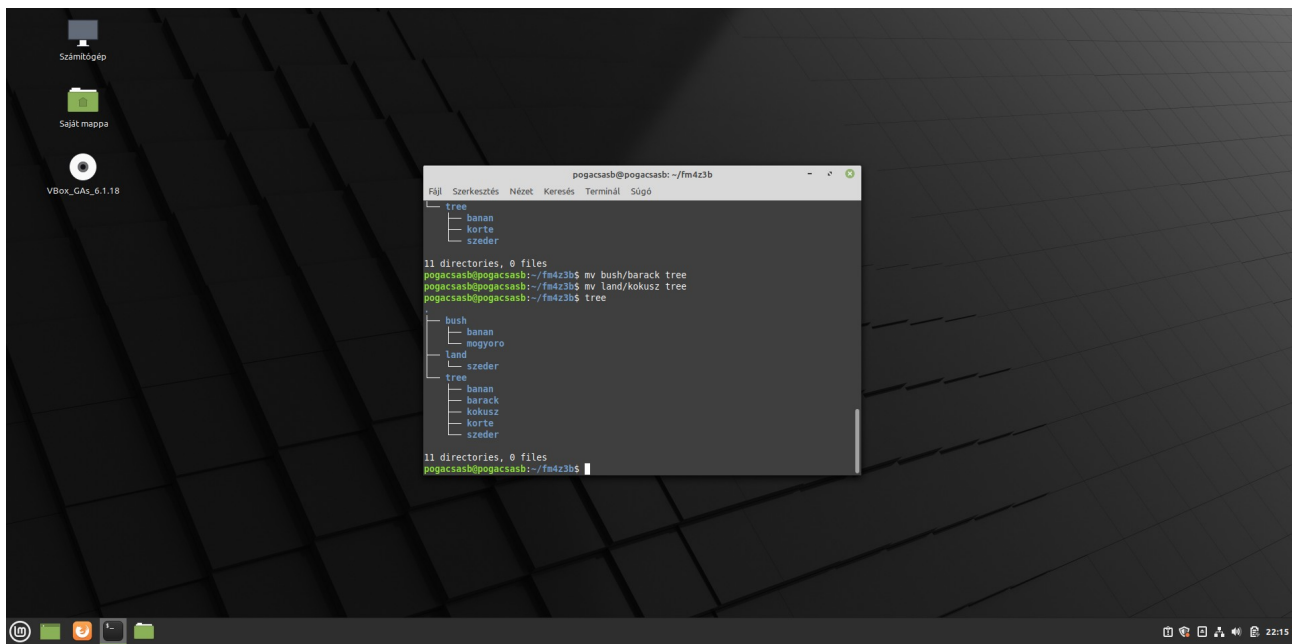 Számítógép
Saját mappa
VBox_GAs_6.1.18
pogacsasb@pogacsasb: ~/fm4z3b
Fájl Szerkesztés Nézet Keresés Terminál Súgó
└── tree
    ├── banan
    ├── korte
    └── szeder

11 directories, 0 files
pogacsasb@pogacsasb:~/fm4z3b$ mv bush/barack tree
pogacsasb@pogacsasb:~/fm4z3b$ mv land/kokusz tree
pogacsasb@pogacsasb:~/fm4z3b$ tree
.
├── bush
│   ├── banan
│   └── mogyoro
├── land
│   └── szeder
└── tree
    ├── banan
    ├── barack
    ├── kokusz
    ├── korte
    └── szeder

11 directories, 0 files
pogacsasb@pogacsasb:~/fm4z3b$
22:15